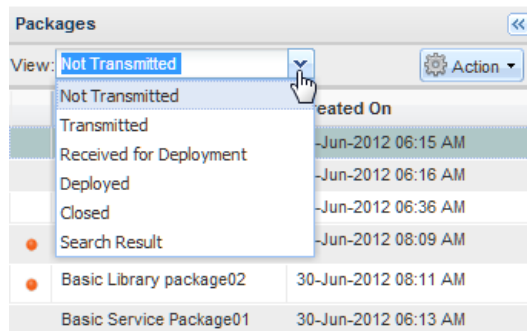 Packages
View: Not Transmitted Action
Not Transmitted
Transmitted
Received for Deployment
Deployed
Closed
Search Result
eated On
-Jun-2012 06:15 AM
-Jun-2012 06:16 AM
-Jun-2012 06:36 AM
-Jun-2012 08:09 AM
Basic Library package02 30-Jun-2012 08:11 AM
Basic Service Package01 30-Jun-2012 06:13 AM